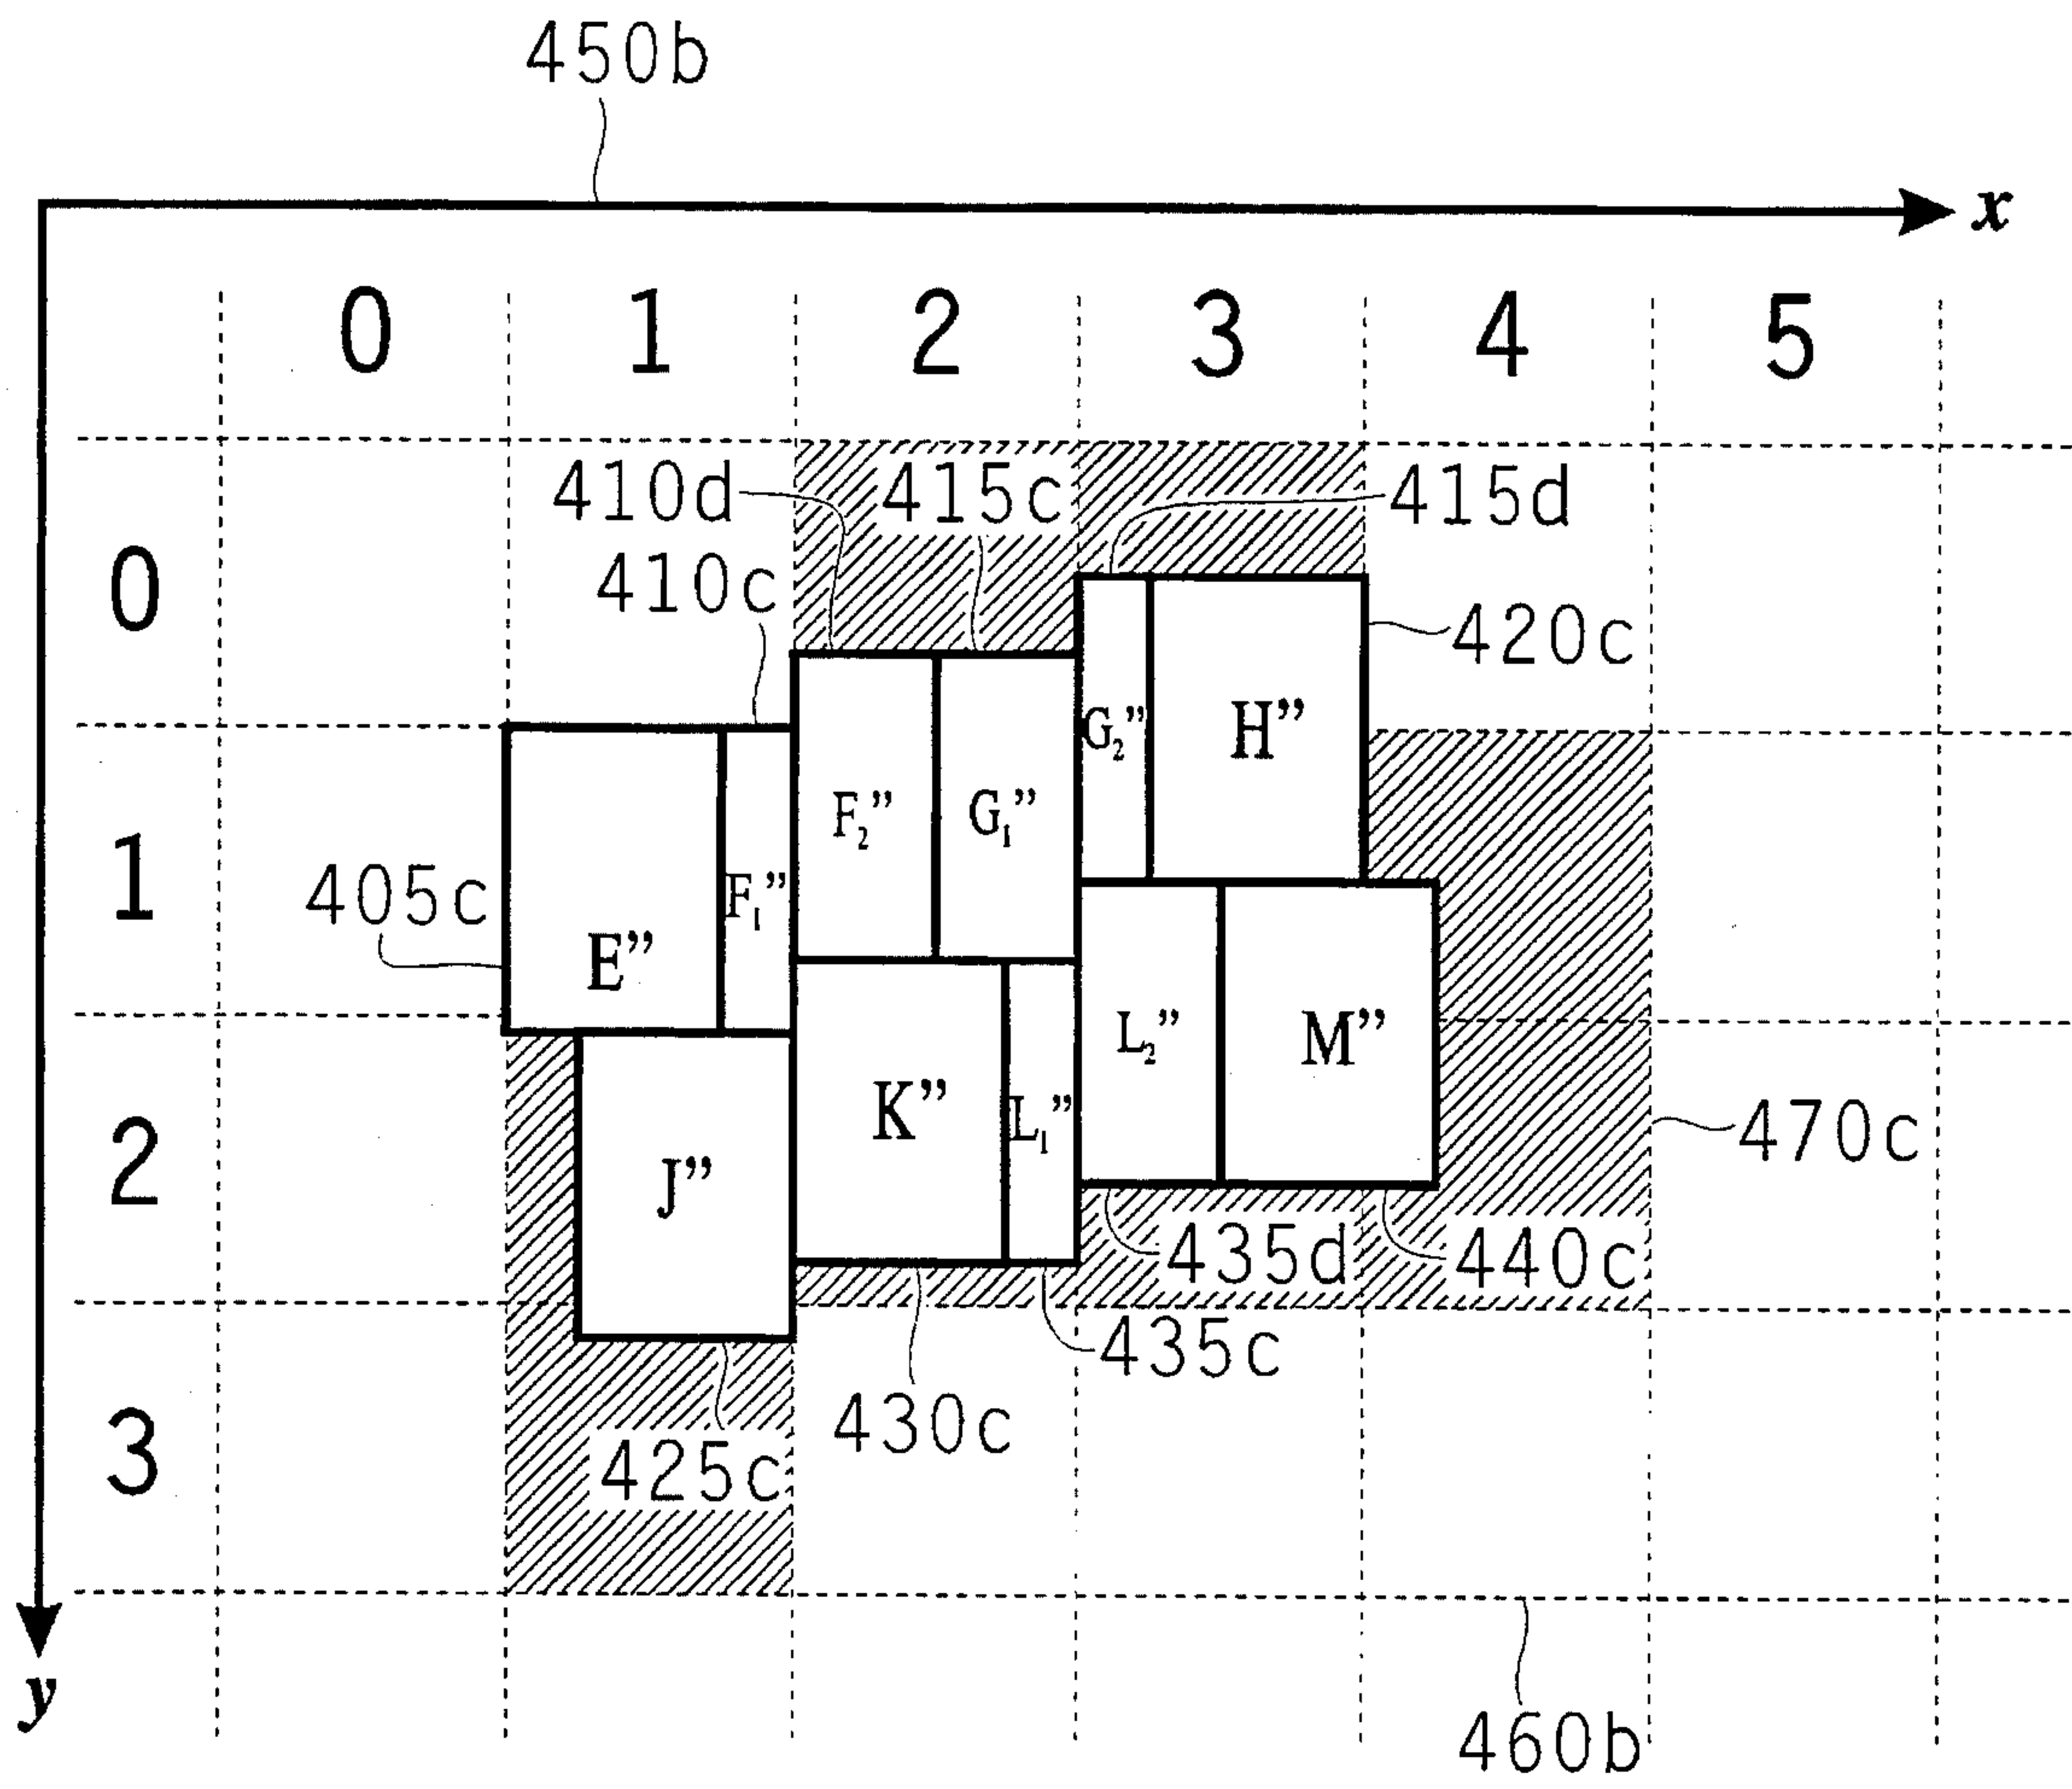 450b
x
0 1 2 3 4 5
410d 415c 415d
0 410c 420c
G₂” H”
F₂” G₁”
1 405c E” F₁”
L₂” M”
2 J” K” L₁” 470c
435d 440c
435c
3 425c 430c
y
460b